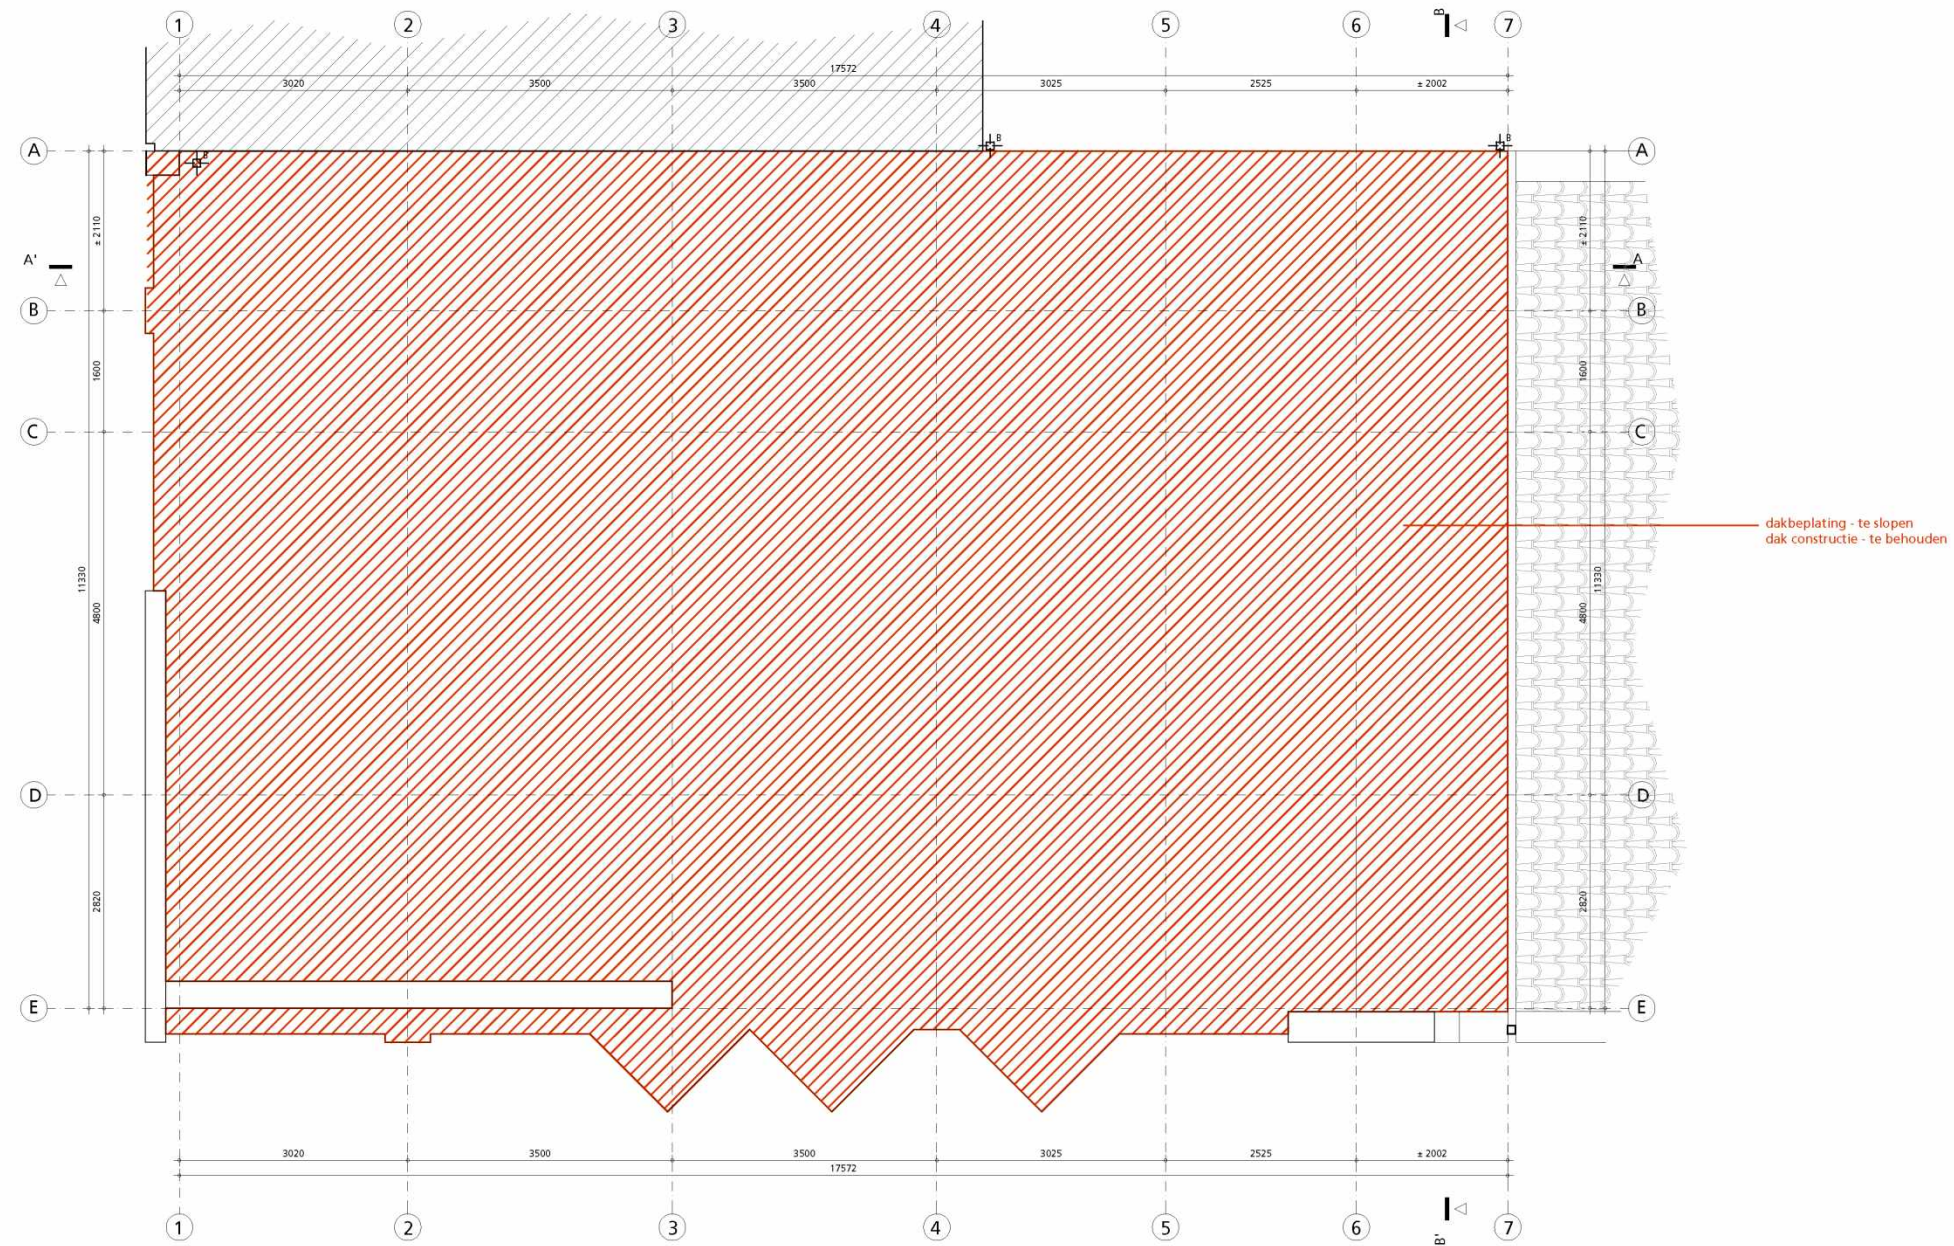 1 2 3 4 5 6 B 7
17572
3020 3500 3500 3025 2525 ± 2002
A B B B A
± 2110 ± 2110
A' A
B B
1600 1600
C C
dakbeplating - te slopen
dak constructie - te behouden
11330 11330
4800 4800
D D
2820 2820
E E
3020 3500 3500 3025 2525 ± 2002
17572
1 2 3 4 5 6 B' 7